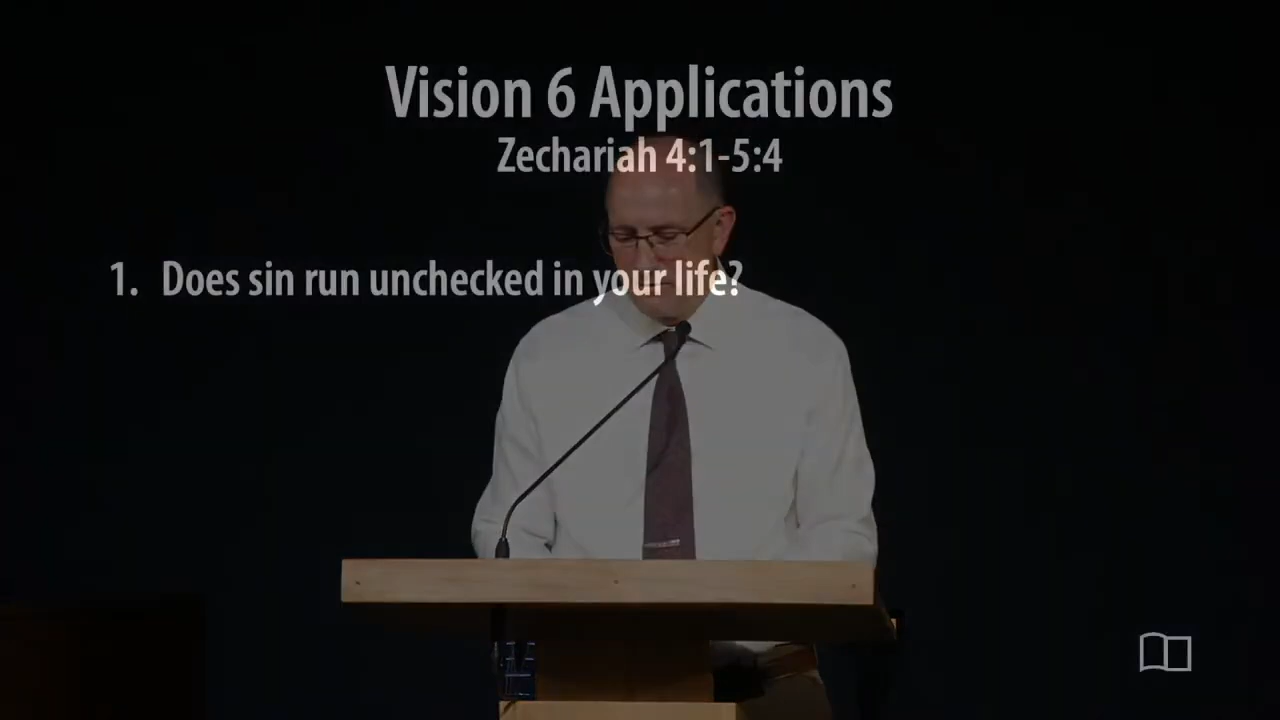 Vision 6 Applications
Zechariah 4:1-5:4
1. Does sin run unchecked in your life?